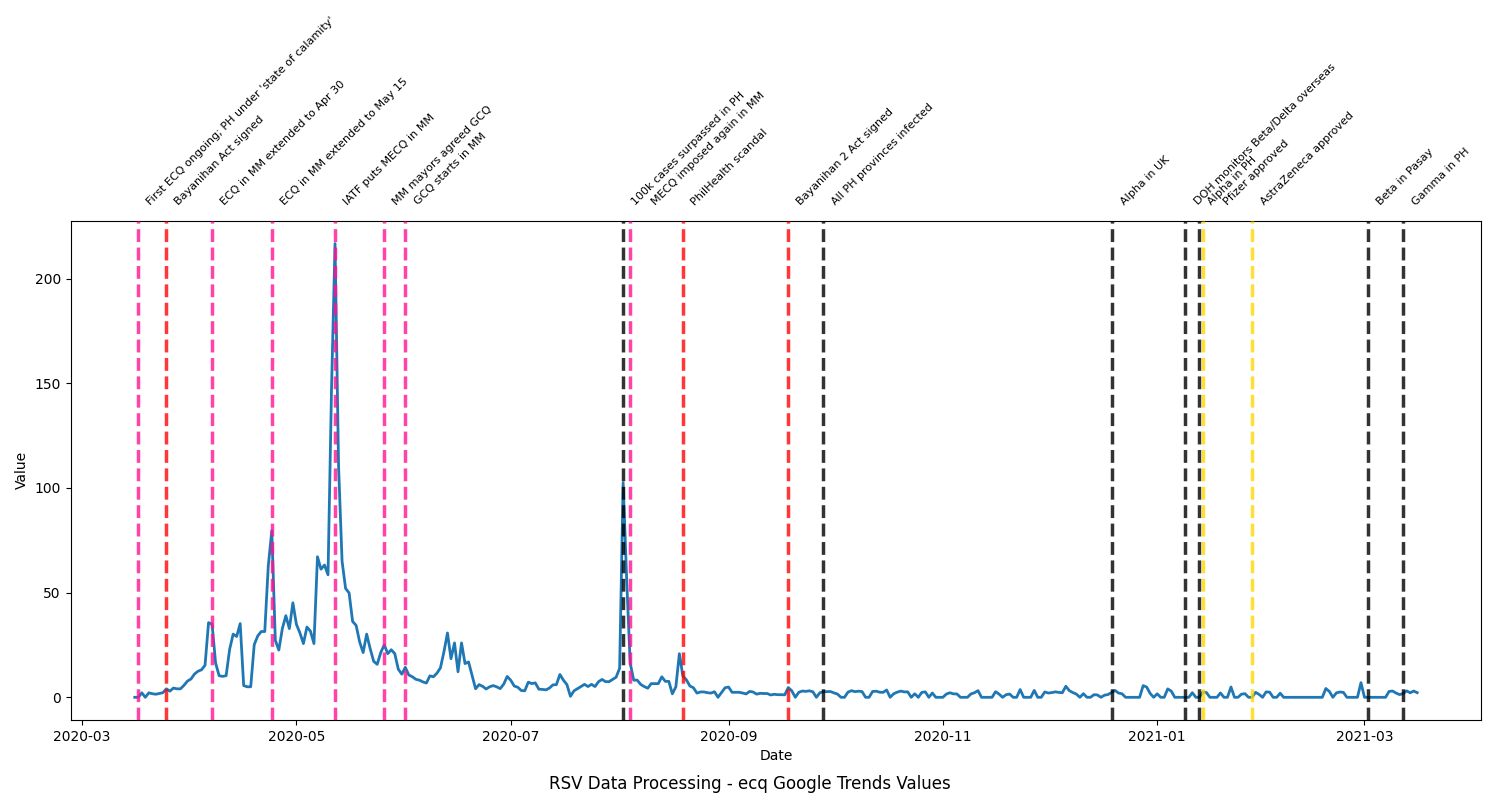 First ECQ ongoing; PH under 'state of calamity'
Bayanihan Act signed
ECQ in MM extended to Apr 30
ECQ in MM extended to May 15
IATF puts MECQ in MM
MM mayors agreed GCQ
GCQ starts in MM
100k cases surpassed in PH
MECQ imposed again in MM
PhilHealth scandal
Bayanihan 2 Act signed
All PH provinces infected
Alpha in UK
DOH monitors Beta/Delta overseas
Alpha in PH
Pfizer approved
AstraZeneca approved
Beta in Pasay
Gamma in PH
Value
200
150
100
50
0
2020-03
2020-05
2020-07
2020-09
2020-11
2021-01
2021-03
Date
RSV Data Processing - ecq Google Trends Values